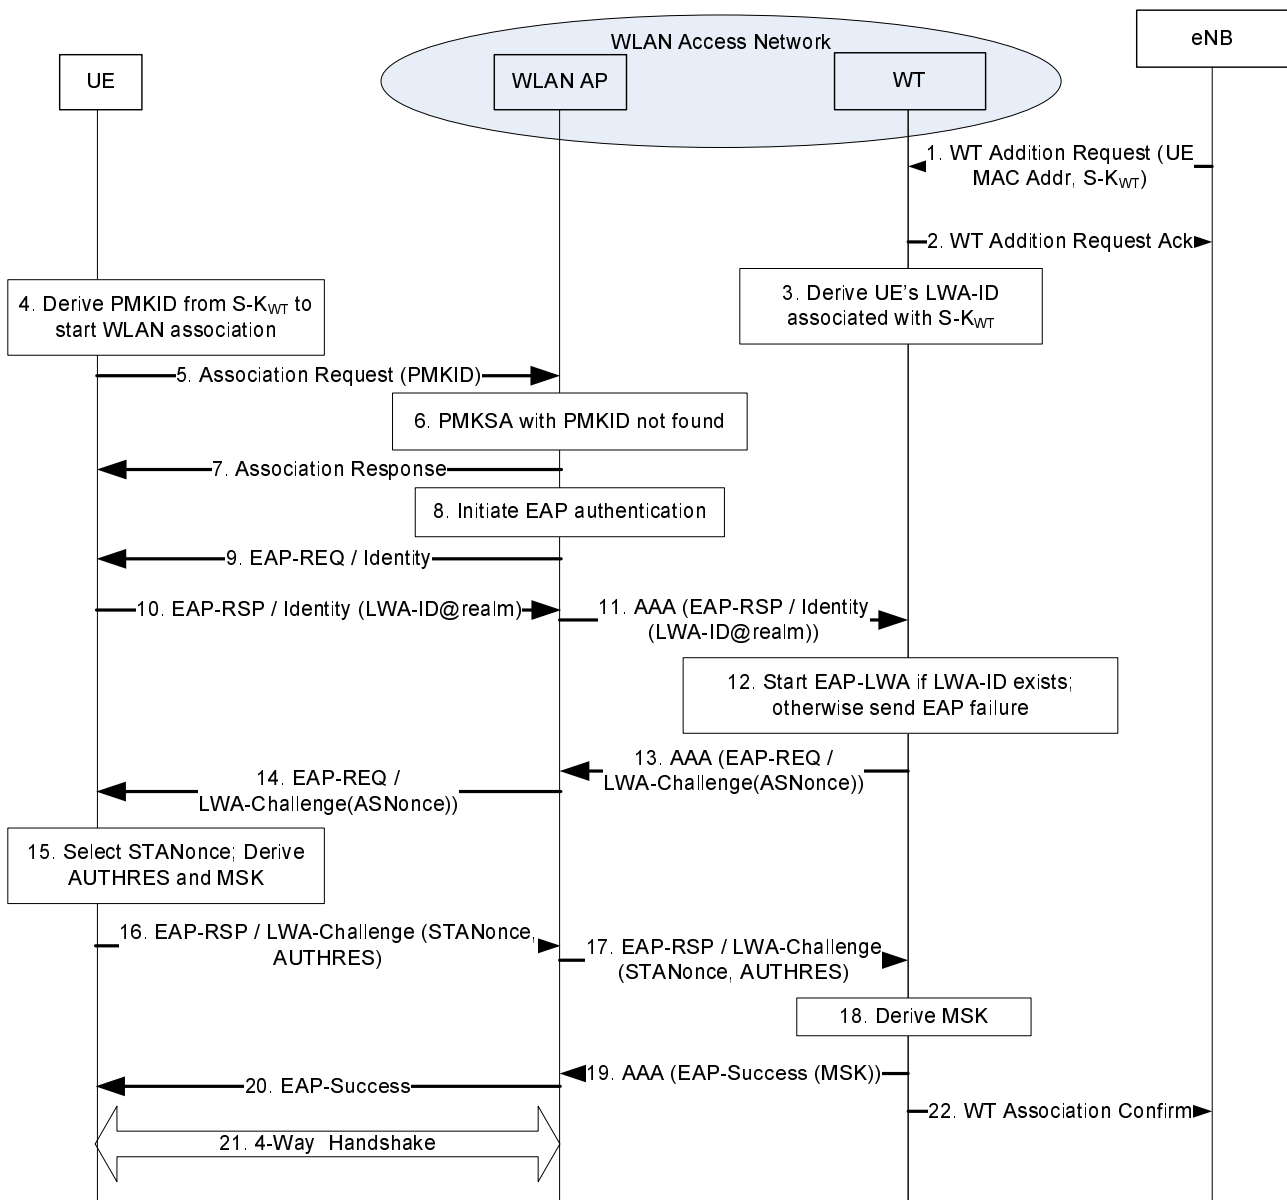 WLAN Access Network
eNB
UE
WLAN AP
WT
1. WT Addition Request (UE
MAC Addr, S-KWT)
2. WT Addition Request Ack
4. Derive PMKID from S-KWT to
start WLAN association
3. Derive UE's LWA-ID
associated with S-KWT
5. Association Request (PMKID)
6. PMKSA with PMKID not found
7. Association Response
8. Initiate EAP authentication
9. EAP-REQ / Identity
10. EAP-RSP / Identity (LWA-ID@realm)
11. AAA (EAP-RSP / Identity
(LWA-ID@realm))
12. Start EAP-LWA if LWA-ID exists;
otherwise send EAP failure
13. AAA (EAP-REQ /
LWA-Challenge(ASNonce))
14. EAP-REQ /
LWA-Challenge(ASNonce))
15. Select STANonce; Derive
AUTHRES and MSK
16. EAP-RSP / LWA-Challenge (STANonce,
AUTHRES)
17. EAP-RSP / LWA-Challenge
(STANonce, AUTHRES)
18. Derive MSK
19. AAA (EAP-Success (MSK))
20. EAP-Success
22. WT Association Confirm
21. 4-Way Handshake